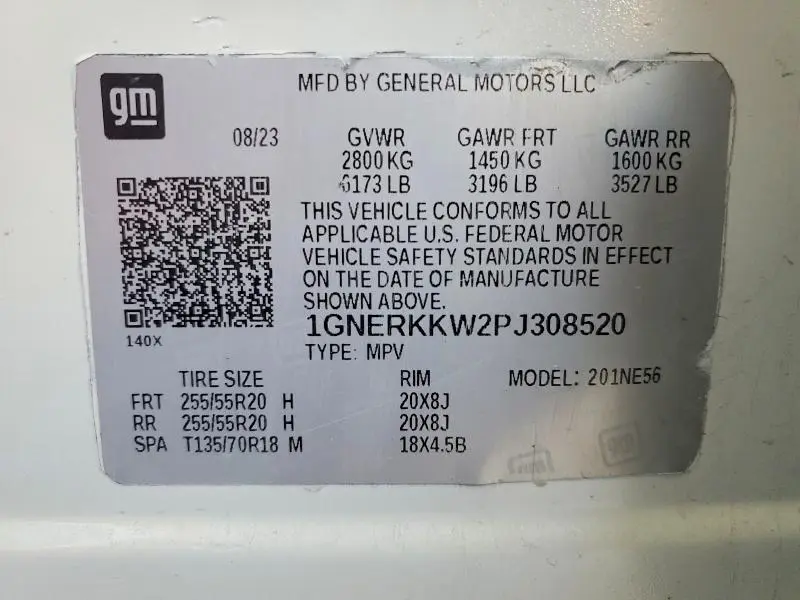 gm
MFD BY GENERAL MOTORS LLC
08/23 GVWR GAWR FRT GAWR RR
2800 KG 1450 KG 1600 KG
6173 LB 3196 LB 3527 LB
THIS VEHICLE CONFORMS TO ALL
APPLICABLE U.S. FEDERAL MOTOR
VEHICLE SAFETY STANDARDS IN EFFECT
ON THE DATE OF MANUFACTURE
SHOWN ABOVE.
1GNERKKW2PJ308520
140X
TYPE: MPV
TIRE SIZE RIM MODEL: 201NE56
FRT 255/55R20 H 20X8J
RR 255/55R20 H 20X8J
SPA T135/70R18 M 18X4.5B
gm
gm